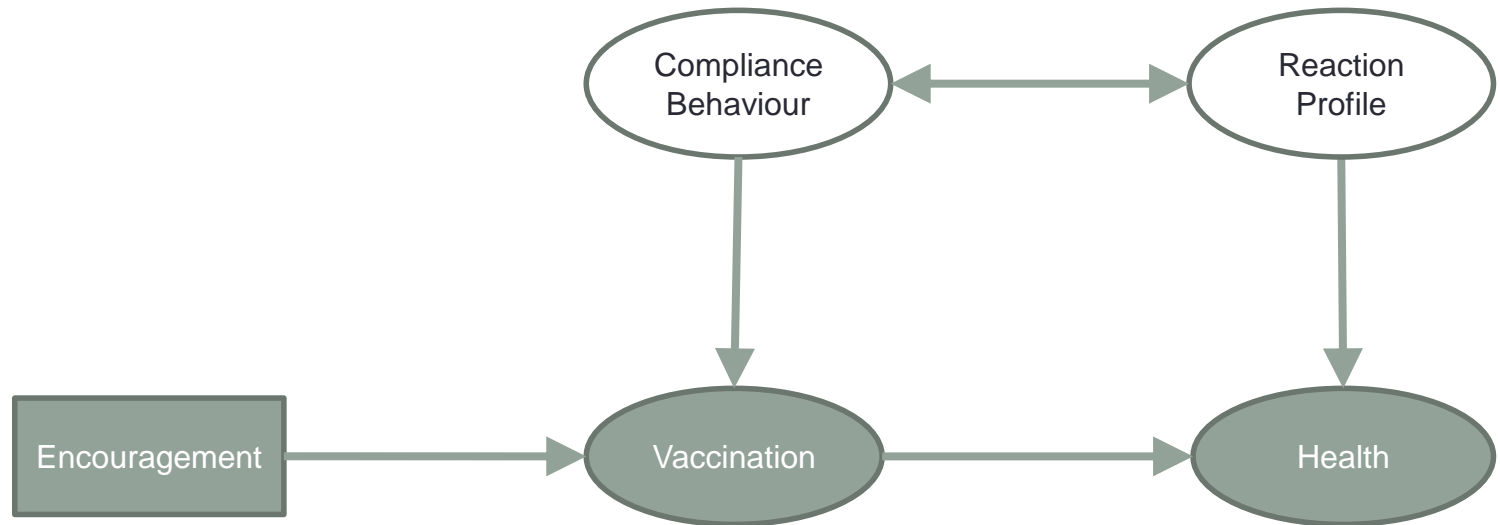 Compliance
Behaviour
Reaction
Profile
Encouragement
Vaccination
Health